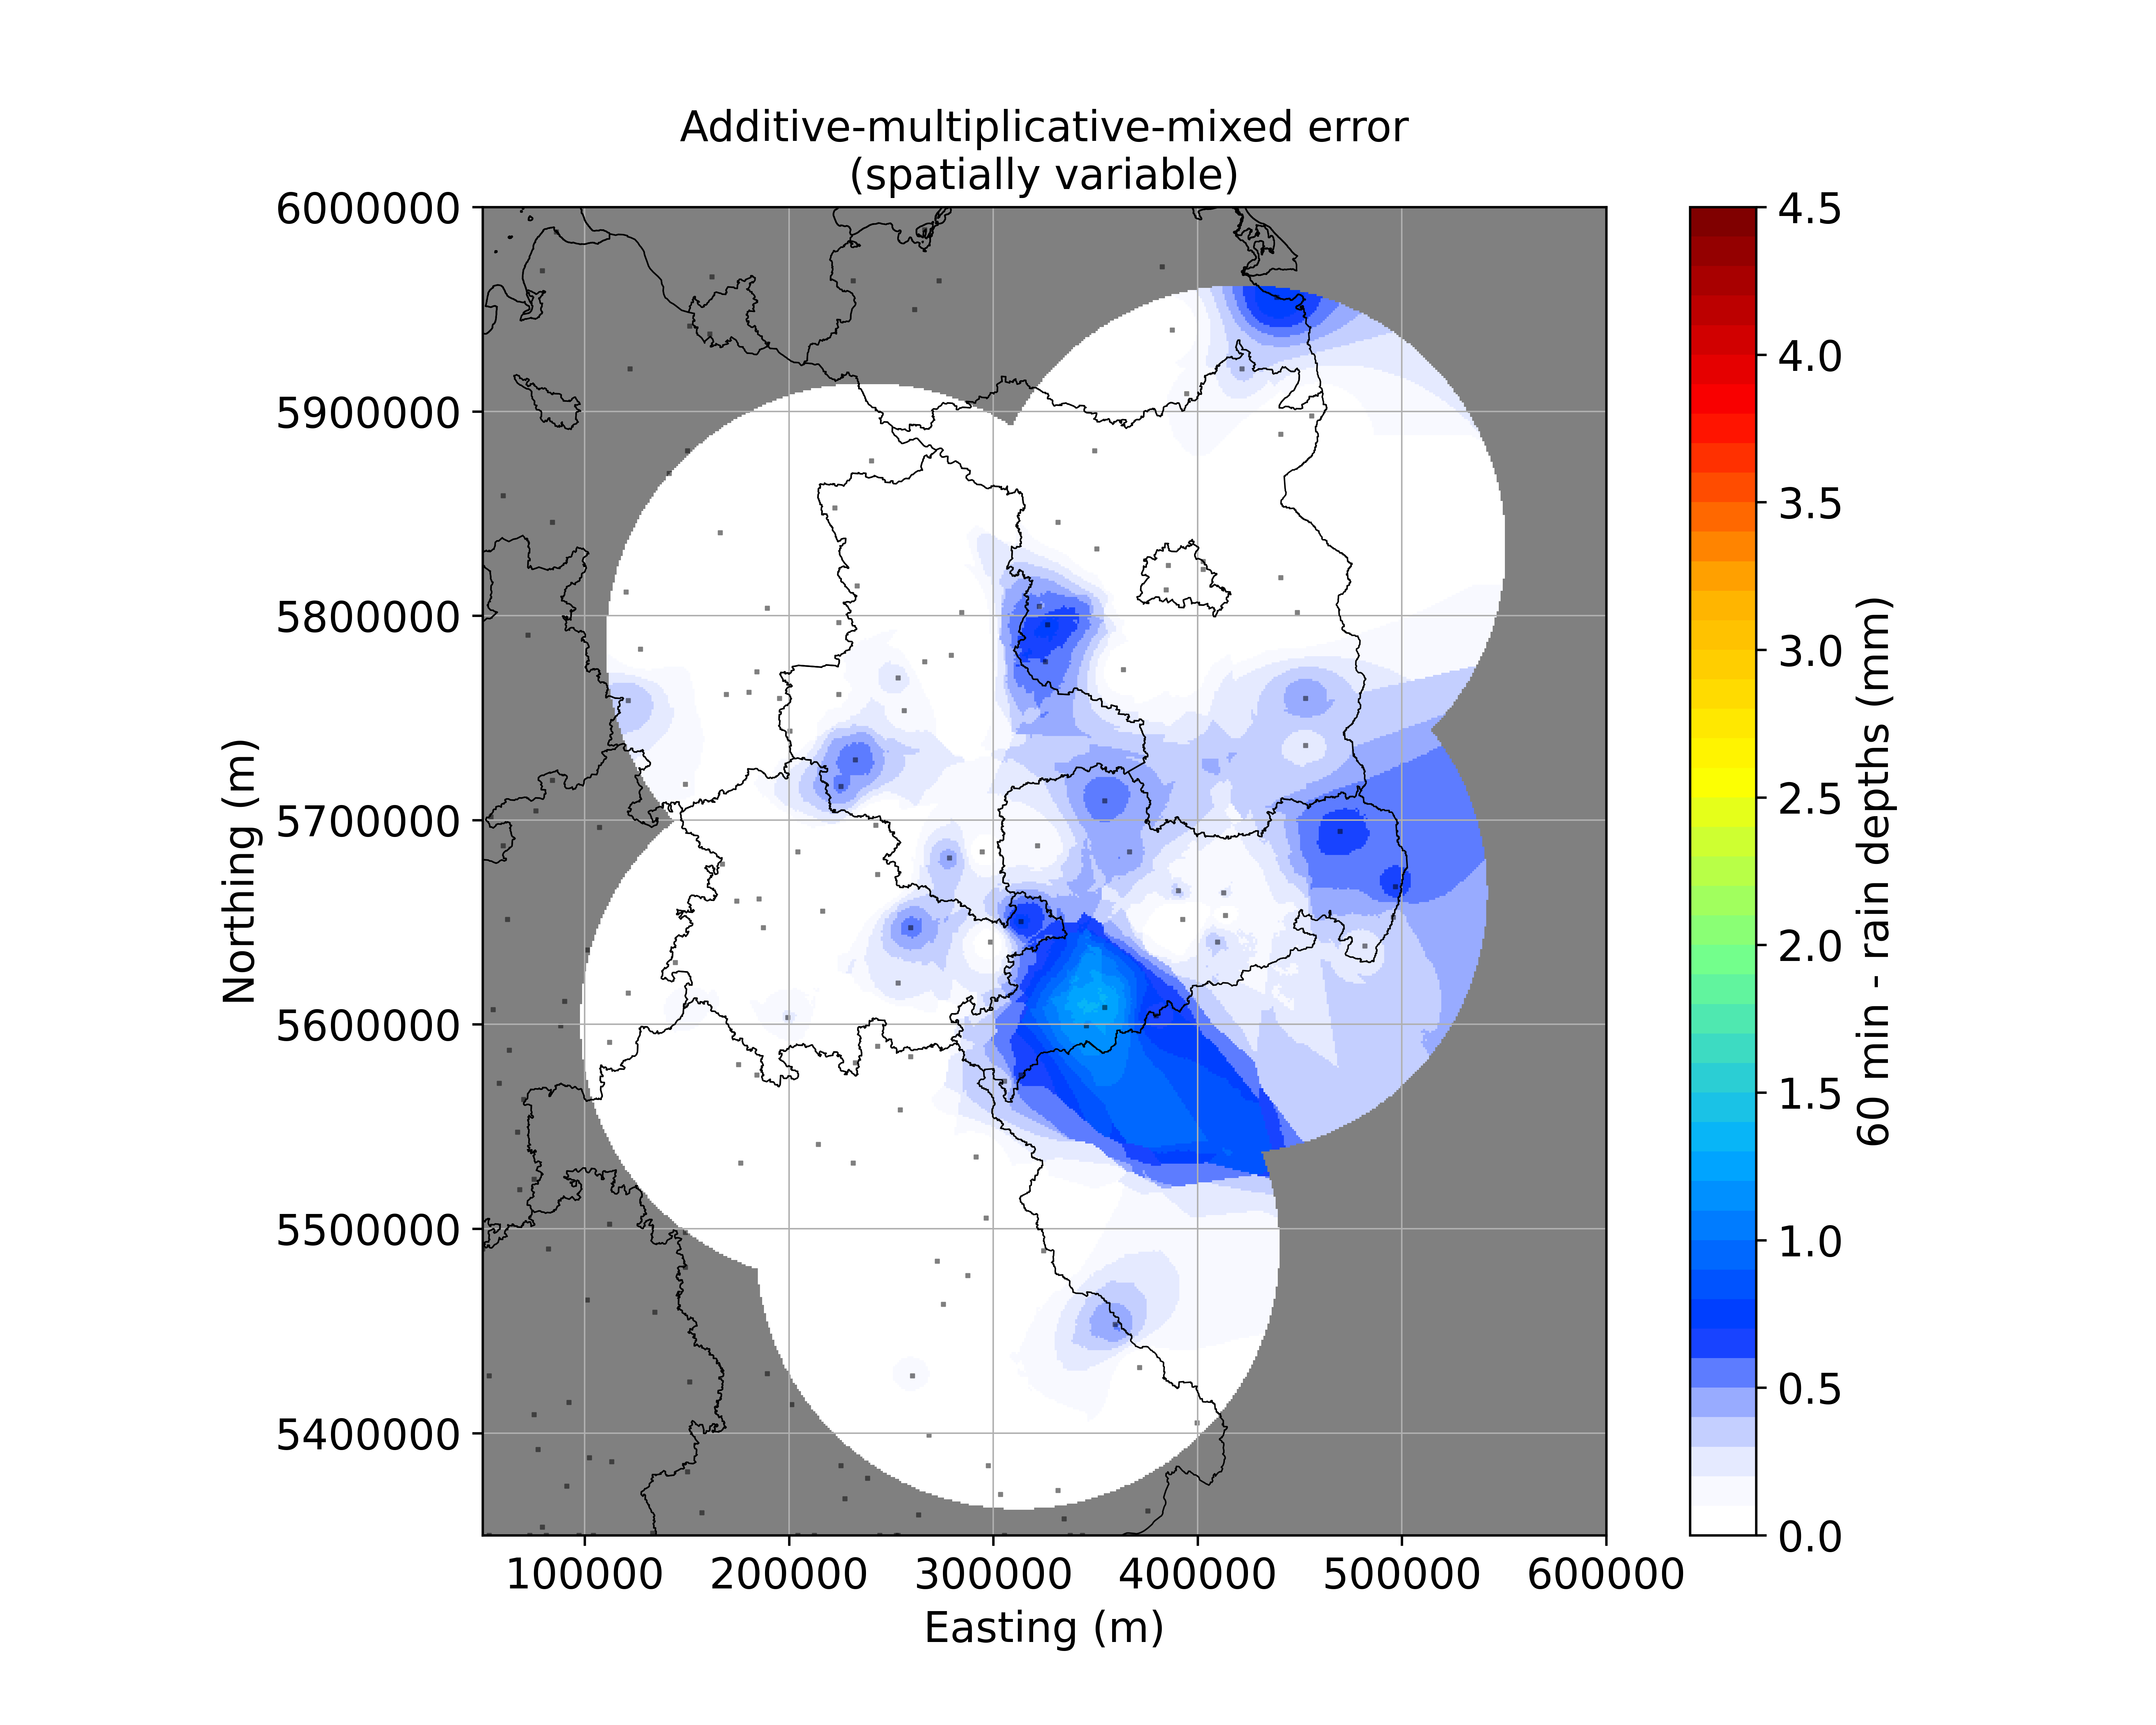 Additive-multiplicative-mixed error
(spatially variable)
6000000
5900000
5800000
5700000
5600000
5500000
5400000
Northing (m)
100000 200000 300000 400000 500000 600000
Easting (m)
4.5
4.0
3.5
3.0
2.5
2.0
1.5
1.0
0.5
0.0
60 min - rain depths (mm)